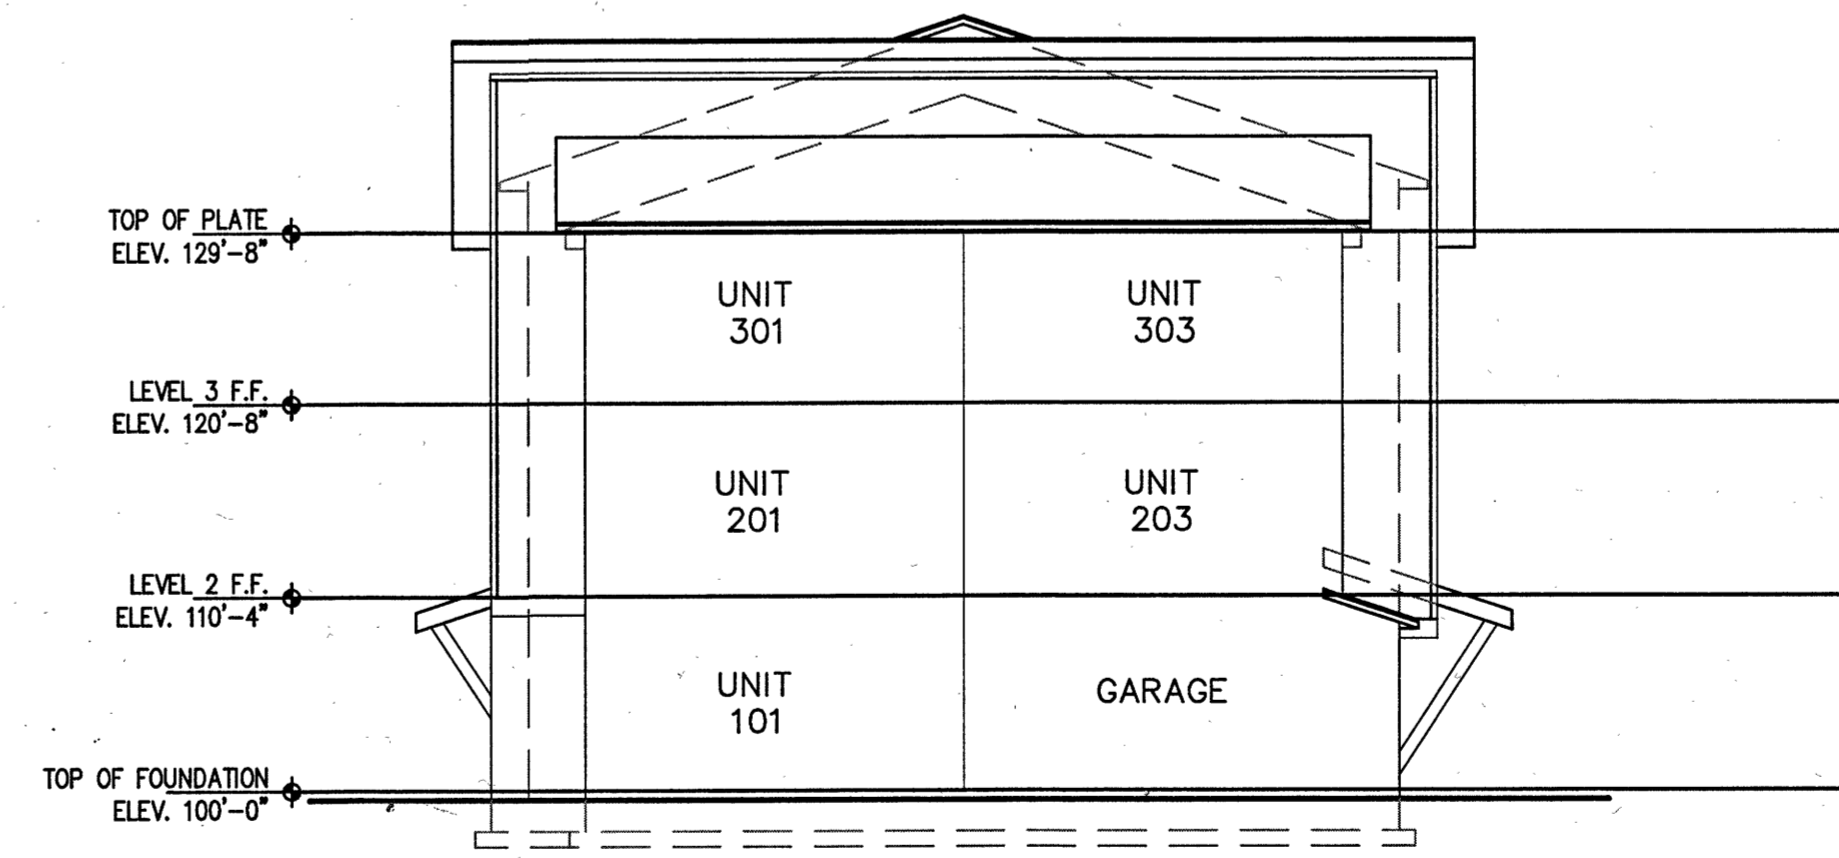 TOP OF PLATE
ELEV. 129'-8"
UNIT
301
UNIT
303
LEVEL 3 F.F.
ELEV. 120'-8"
UNIT
201
UNIT
203
LEVEL 2 F.F.
ELEV. 110'-4"
UNIT
101
GARAGE
TOP OF FOUNDATION
ELEV. 100'-0"